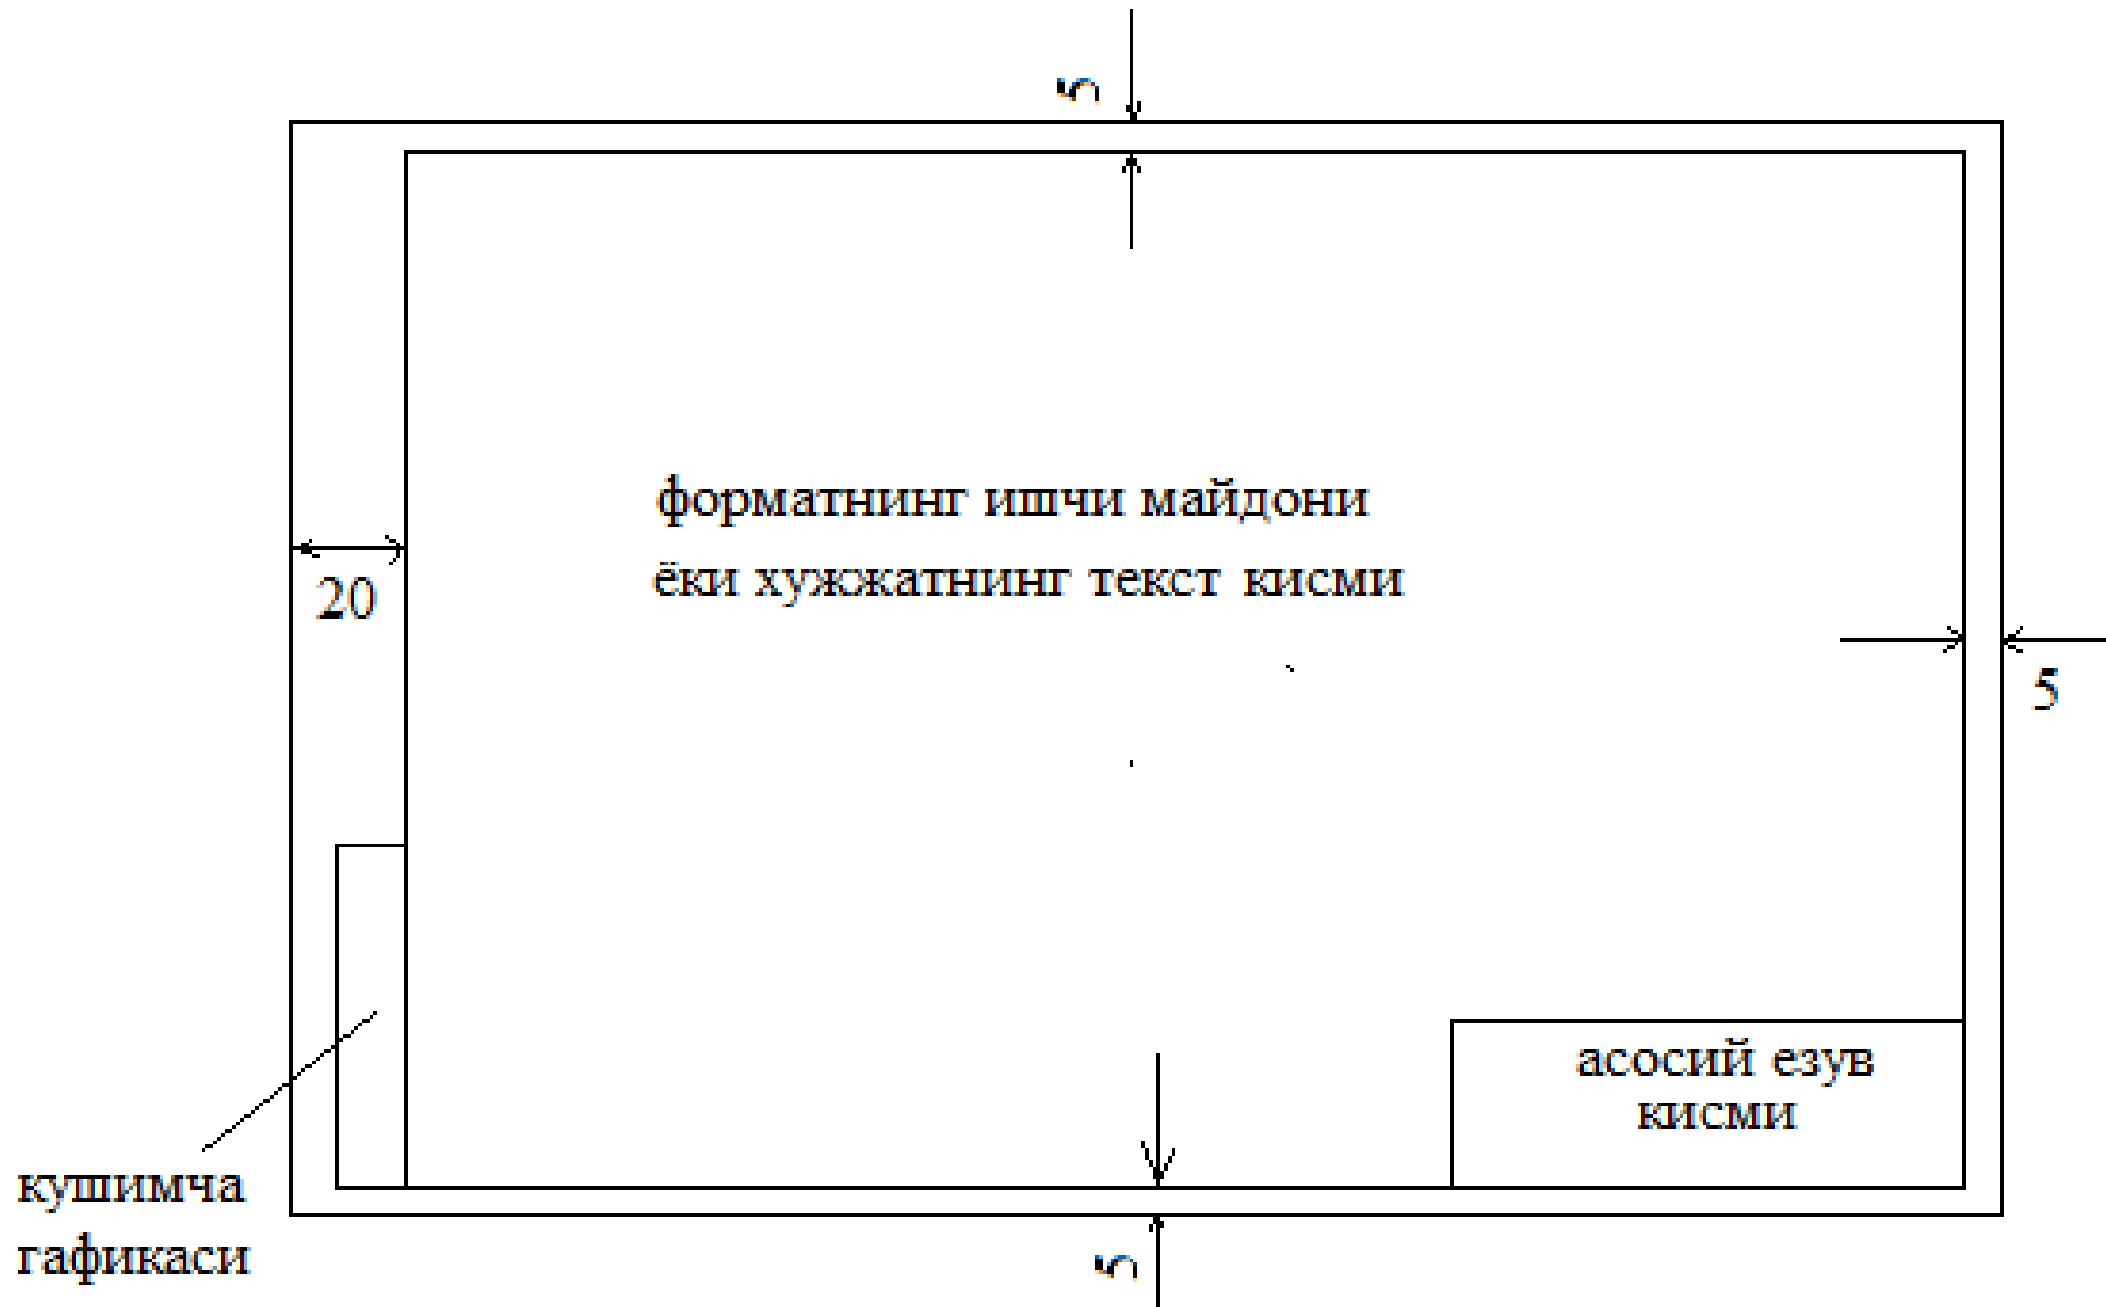 5
форматнинг ишчи майдони
ёки хужжатнинг текст кисми
20
5
асосий езув
кисми
кушимча
гафикаси
5